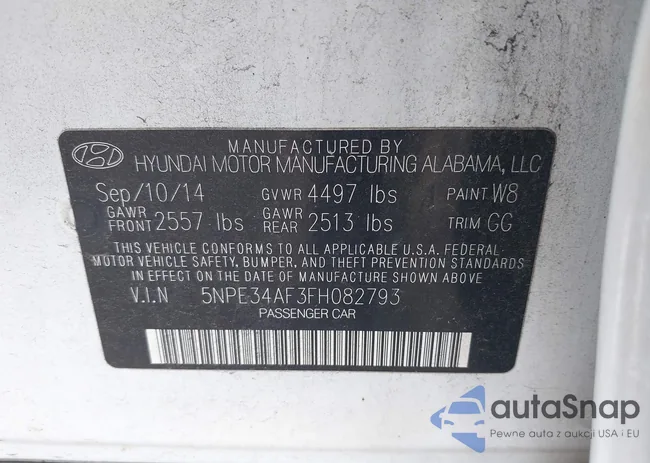 MANUFACTURED BY
HYUNDAI MOTOR MANUFACTURING ALABAMA, LLC
Sep/10/14 GVWR 4497 lbs PAINT W8
GAWR FRONT 2557 lbs GAWR REAR 2513 lbs TRIM GG
THIS VEHICLE CONFORMS TO ALL APPLICABLE U.S.A. FEDERAL
MOTOR VEHICLE SAFETY, BUMPER, AND THEFT PREVENTION STANDARDS
IN EFFECT ON THE DATE OF MANUFACTURE SHOWN ABOVE
V.I.N 5NPE34AF3FH082793
PASSENGER CAR
autoSnap
Pewne auta z aukcji USA i EU